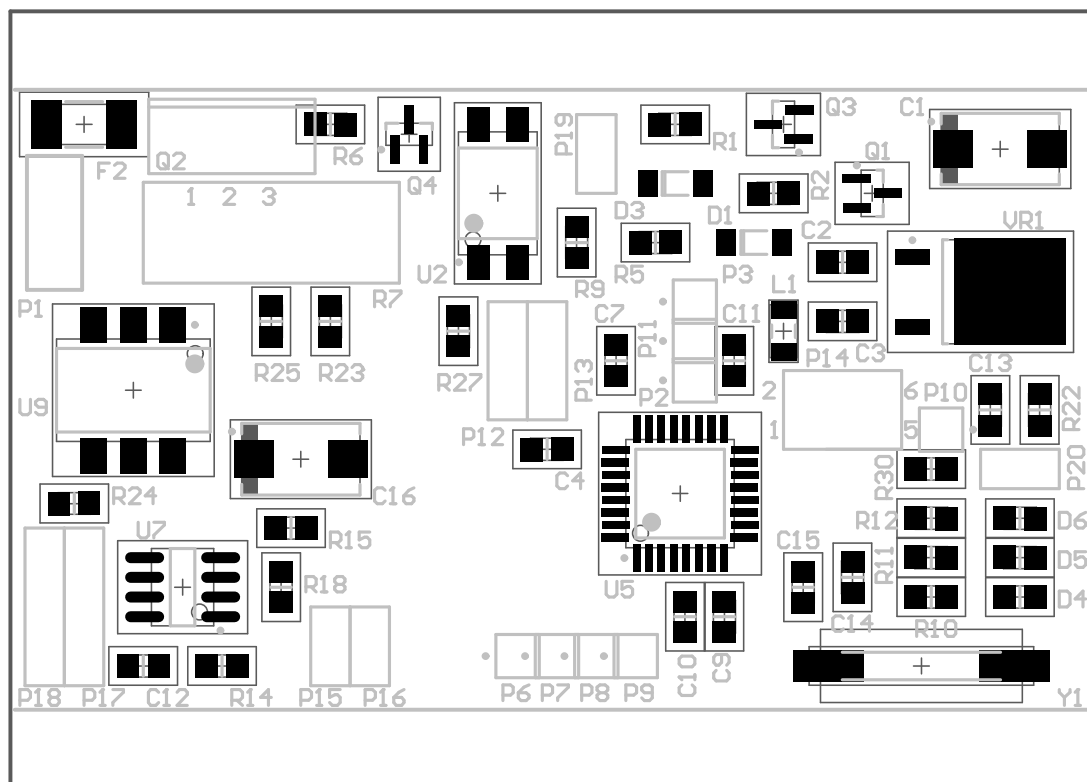 P19
Q3
C1
R6
R1
Q2
F2
Q4
Q1
R2
1 2 3
D3
D1
VR1
C2
U2
R5
P3
R9
R7
L1
P1
C7
P11
C11
P14
C3
R25
R23
R27
P13
P2
C13
2
6
P10
R22
U9
P12
1
5
C4
R30
P20
R24
C16
U7
R15
R12
D6
C15
R11
D5
R18
U5
D4
C14
R10
P18
P17
C12
R14
P15
P16
P6
P7
P8
P9
C10
C9
Y1